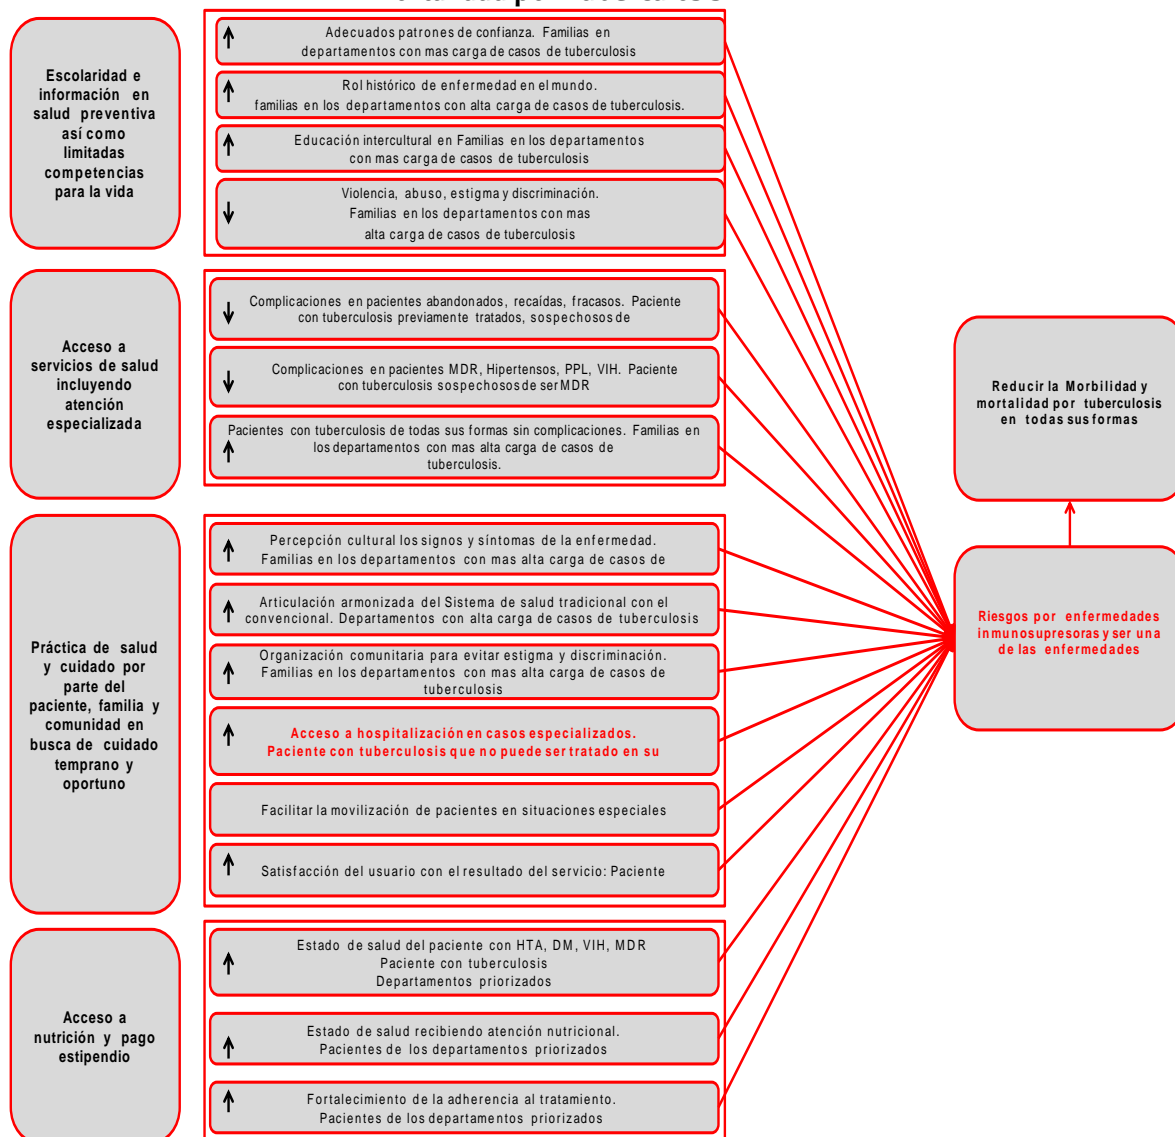 Escolaridad e
información en
salud preventiva
así como
limitadas
competencias
para la vida
Adecuados patrones de confianza. Familias en
departamentos con mas carga de casos de tuberculosis
Rol histórico de enfermedad en el mundo.
familias en los departamentos con alta carga de casos de tuberculosis.
Educación intercultural en Familias en los departamentos
con mas carga de casos de tuberculosis
Violencia, abuso, estigma y discriminación.
Familias en los departamentos con mas
alta carga de casos de tuberculosis
Acceso a
servicios de salud
incluyendo
atención
especializada
Complicaciones en pacientes abandonados, recaídas, fracasos. Paciente
con tuberculosis previamente tratados, sospechosos de
Complicaciones en pacientes MDR, Hipertensos, PPL, VIH. Paciente
con tuberculosis sospechosos de ser MDR
Pacientes con tuberculosis de todas sus formas sin complicaciones. Familias en
los departamentos con mas alta carga de casos de
tuberculosis.
Práctica de salud
y cuidado por
parte del
paciente, familia y
comunidad en
busca de cuidado
temprano y
oportuno
Percepción cultural los signos y síntomas de la enfermedad.
Familias en los departamentos con mas alta carga de casos de
Articulación armonizada del Sistema de salud tradicional con el
convencional. Departamentos con alta carga de casos de tuberculosis
Organización comunitaria para evitar estigma y discriminación.
Familias en los departamentos con mas alta carga de casos de
tuberculosis
Acceso a hospitalización en casos especializados.
Paciente con tuberculosis que no puede ser tratado en su
Facilitar la movilización de pacientes en situaciones especiales
Satisfacción del usuario con el resultado del servicio: Paciente
Acceso a
nutrición y pago
estipendio
Estado de salud del paciente con HTA, DM, VIH, MDR
Paciente con tuberculosis
Departamentos priorizados
Estado de salud recibiendo atención nutricional.
Pacientes de los departamentos priorizados
Fortalecimiento de la adherencia al tratamiento.
Pacientes de los departamentos priorizados
Reducir la Morbilidad y
mortalidad por tuberculosis
en todas sus formas
Riesgos por enfermedades
inmunosupresoras y ser una
de las enfermedades